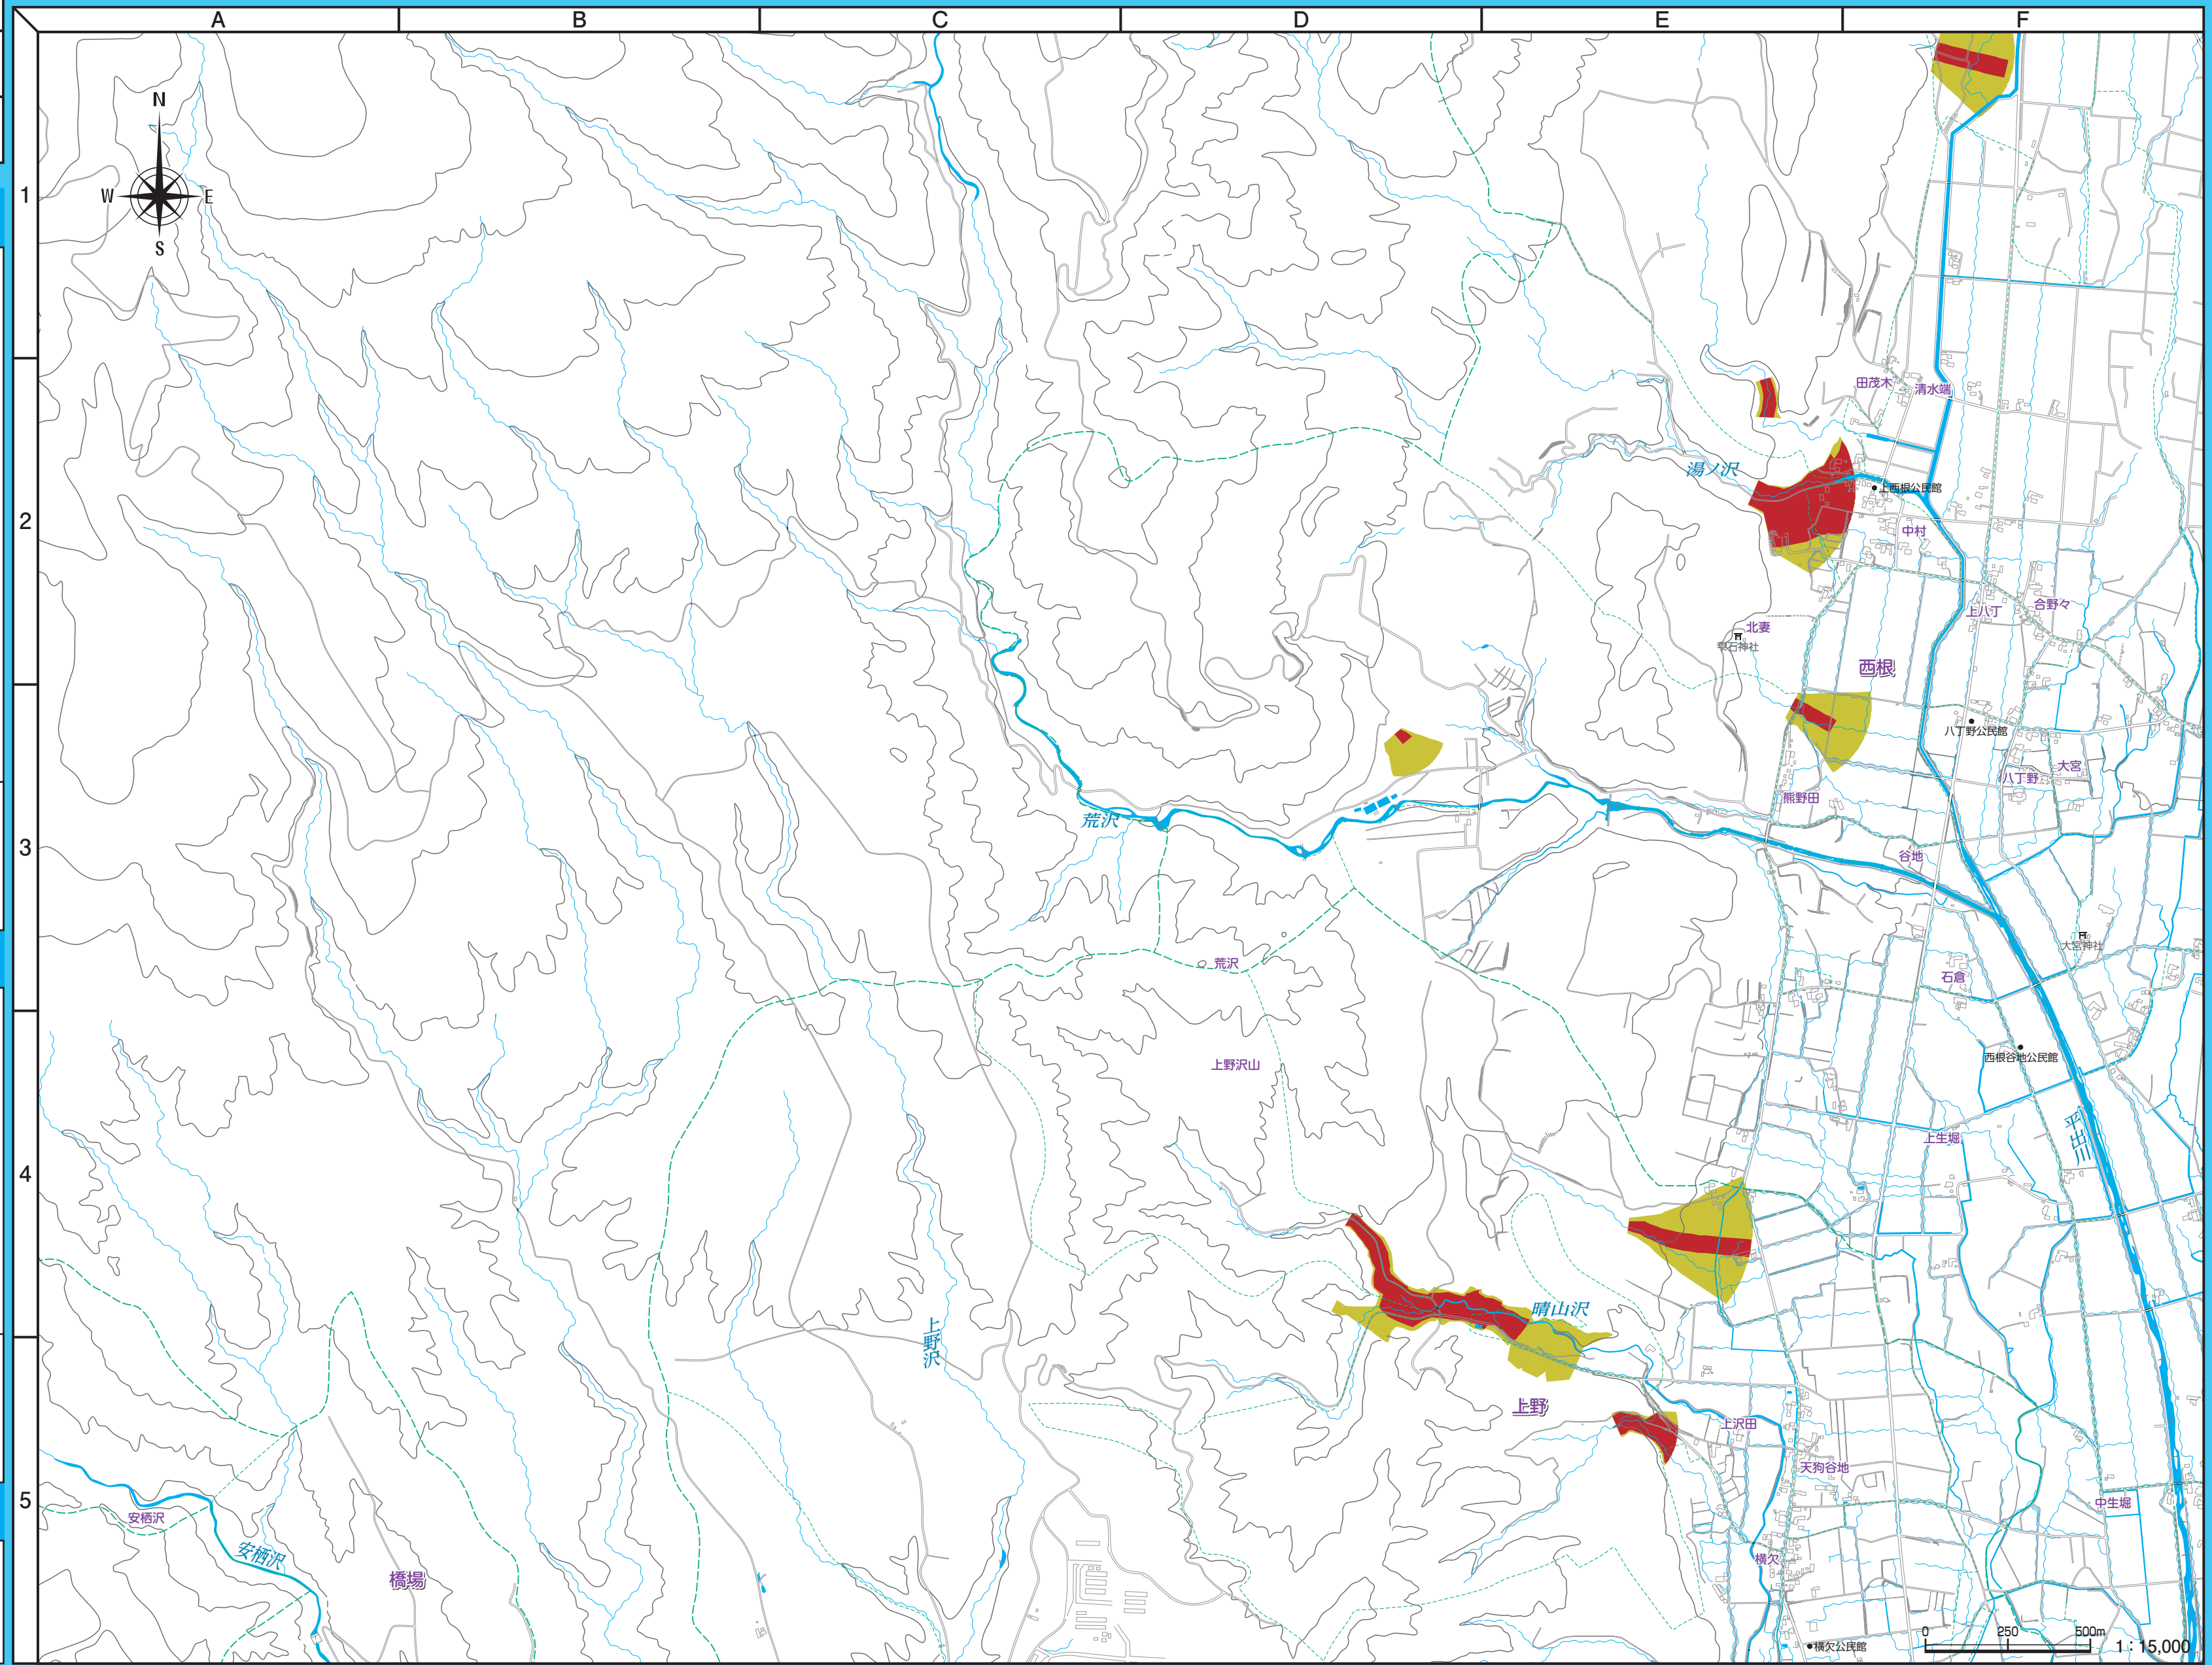 A
B
C
D
E
F
1
2
3
4
5
N
W
E
S
田茂木
清水端
湯ノ沢
上西根公民館
中村
上八丁
合野々
北妻
雫石神社
西根
八丁野公民館
大宮
八丁野
熊野田
荒沢
谷地
大宮神社
荒沢
石倉
西根谷地公民館
上野沢山
平出川
上生堀
晴山沢
上野沢
上野
上沢田
天狗谷地
中生堀
安栖沢
安栖沢
橋場
横欠
横欠公民館
0 250 500m
1:15,000